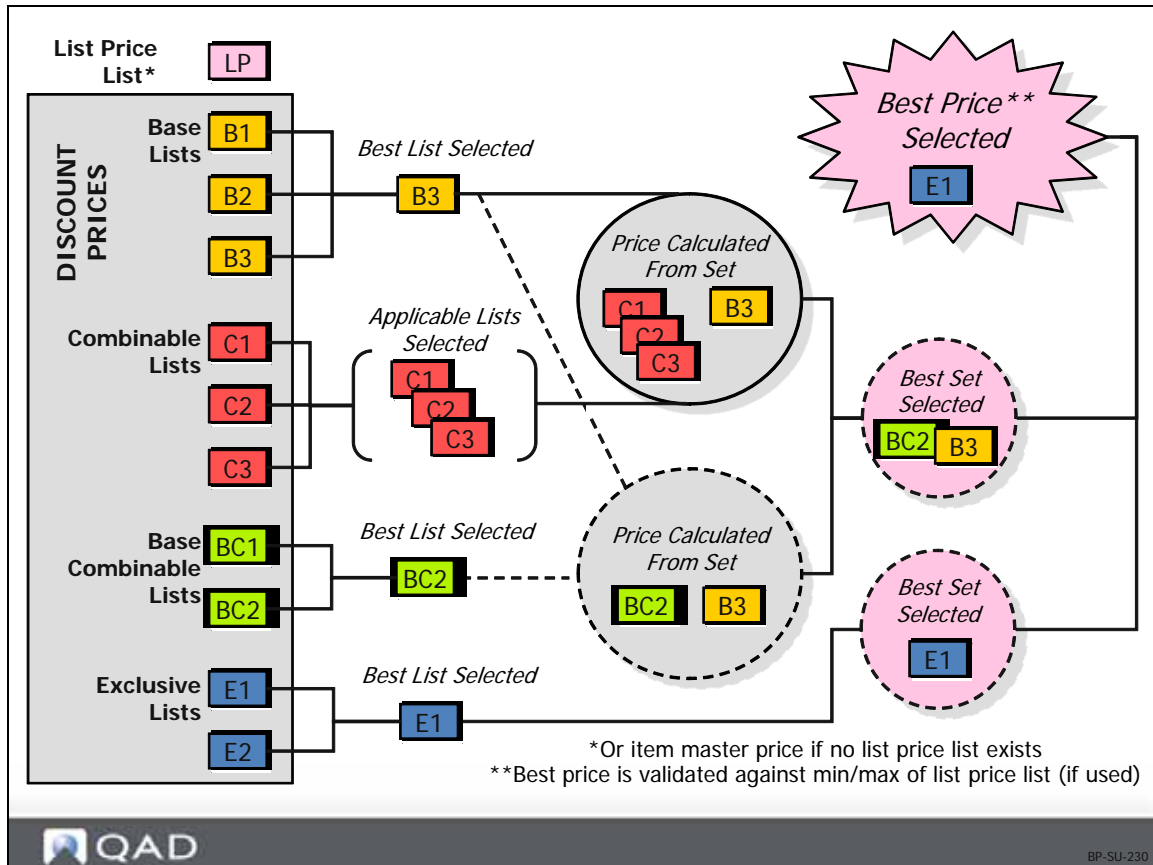 List Price
List*
LP
DISCOUNT
PRICES
Base
Lists
B1
B2
B3
Best List Selected
B3
Combinable
Lists
C1
C2
C3
Applicable Lists
Selected
C1
C2
C3
Base
Combinable
Lists
BC1
BC2
Best List Selected
BC2
Exclusive
Lists
E1
E2
Best List Selected
E1
Price Calculated
From Set
C1
C2
C3
B3
Price Calculated
From Set
BC2
B3
Best Set
Selected
BC2
B3
Best Set
Selected
E1
Best Price**
Selected
E1
*Or item master price if no list price list exists
**Best price is validated against min/max of list price list (if used)
QAD
BP-SU-230